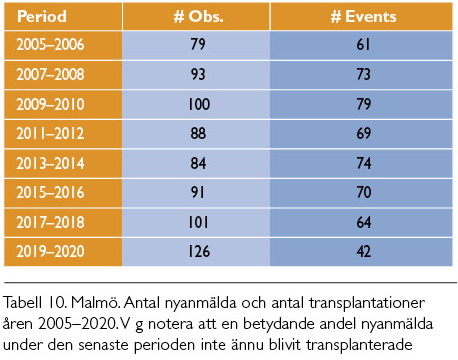 Period # Obs. # Events
2005–2006 79 61
2007–2008 93 73
2009–2010 100 79
2011–2012 88 69
2013–2014 84 74
2015–2016 91 70
2017–2018 101 64
2019–2020 126 42
Tabell 10. Malmö. Antal nyanmälda och antal transplantationer
åren 2005–2020. V g notera att en betydande andel nyanmälda
under den senaste perioden inte ännu blivit transplanterade